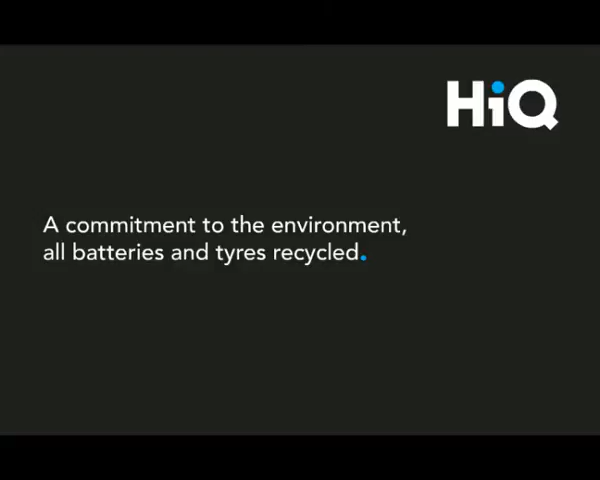 HiQ
A commitment to the environment,
all batteries and tyres recycled.